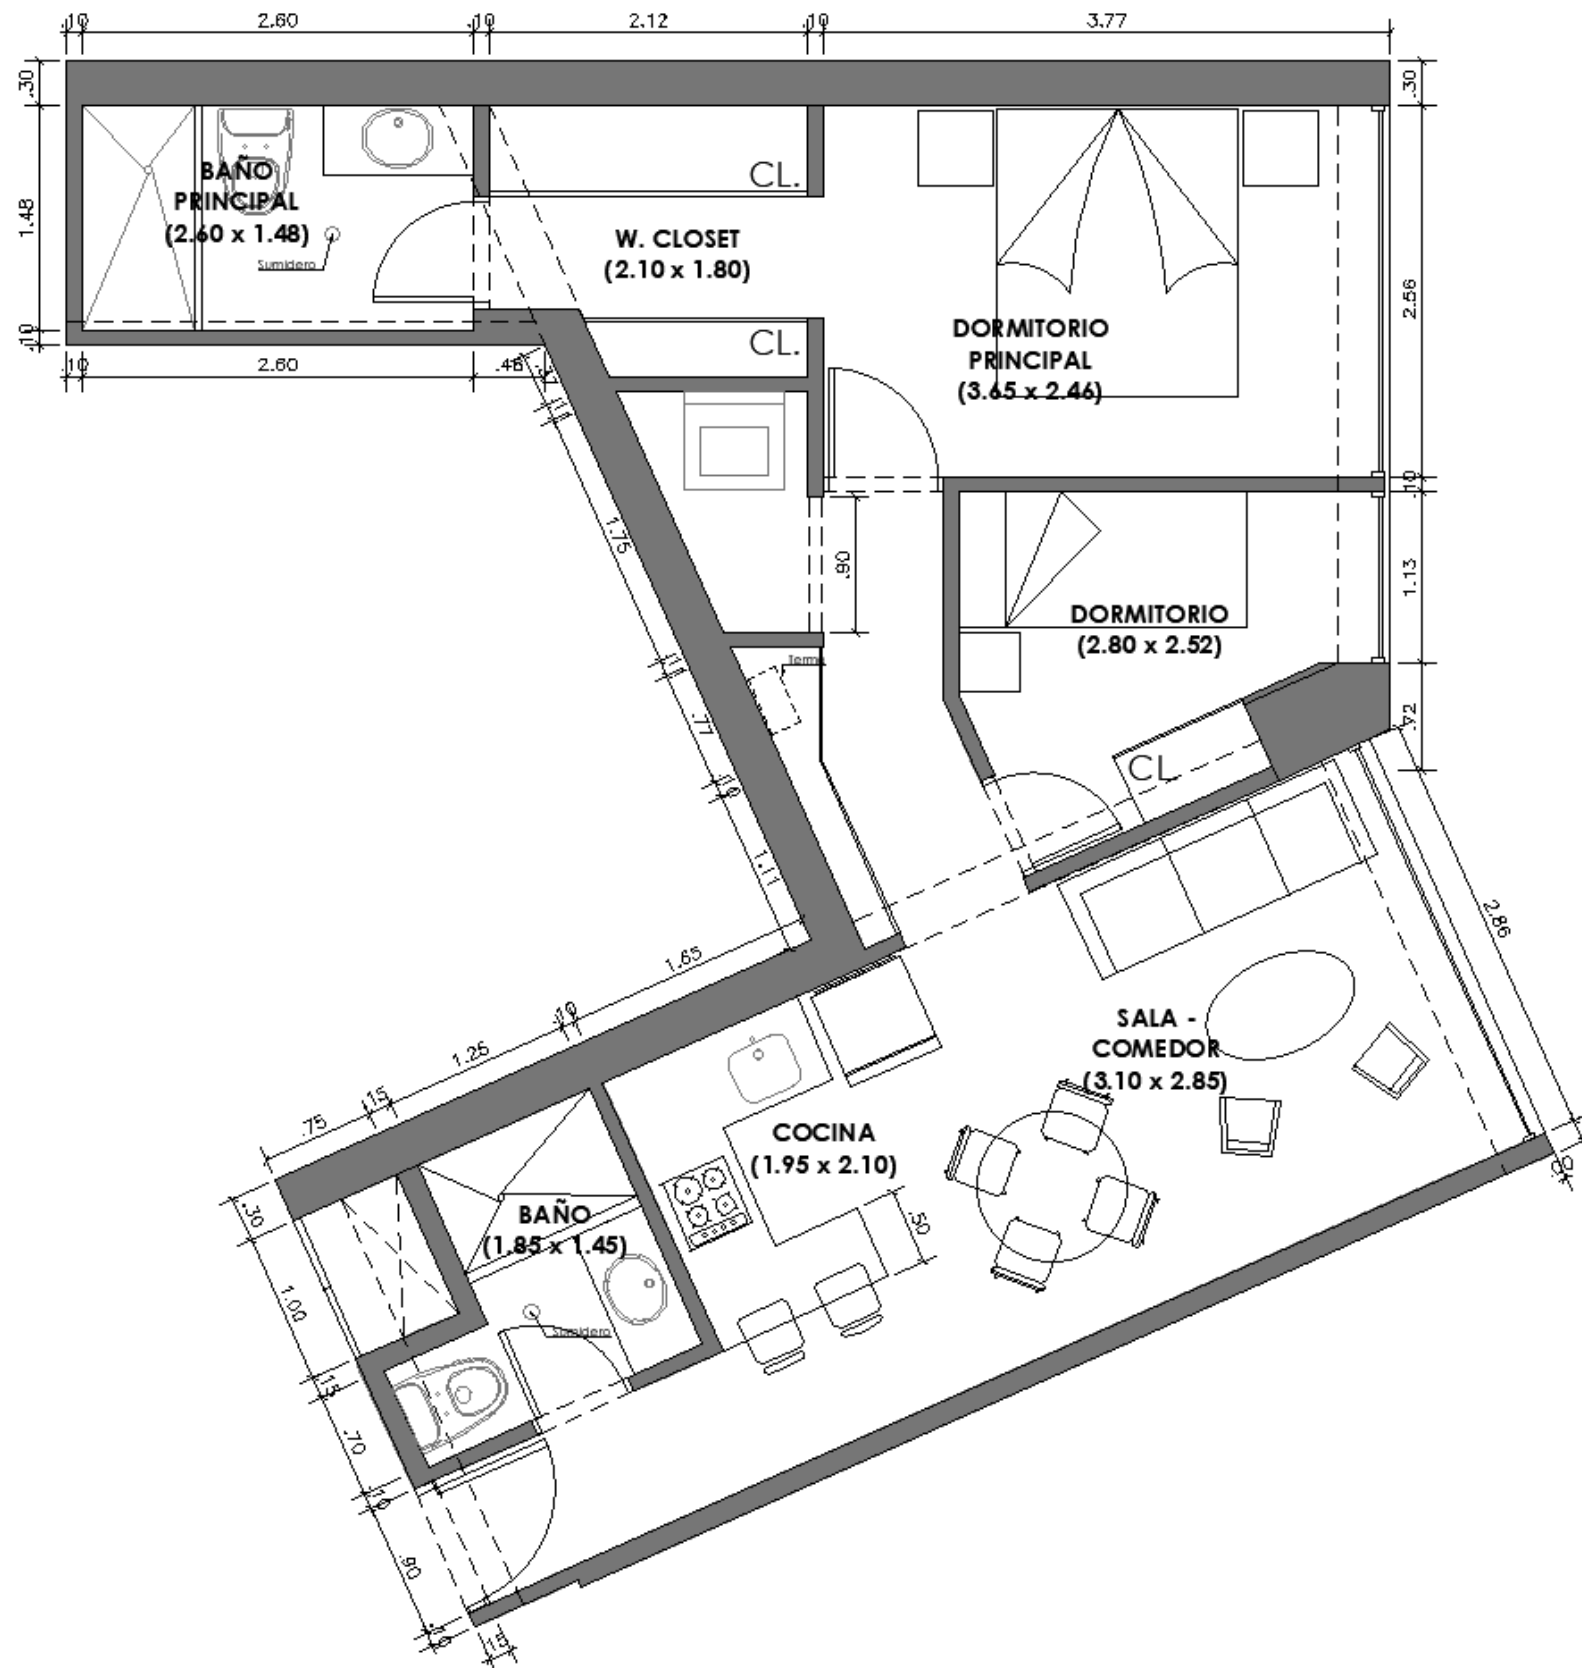 .10
2.60
.10
2.12
.10
3.77
.30
.30
BAÑO
PRINCIPAL
(2.60 x 1.48)
Sumidero
1.48
.10
CL.
W. CLOSET
(2.10 x 1.80)
CL.
DORMITORIO
PRINCIPAL
(3.65 x 2.46)
2.56
.10
2.60
.46
.11
1.75
.90
.10
1.13
DORMITORIO
(2.80 x 2.52)
Terma
.11
.77
.72
CL
.10
1.11
2.86
1.65
.10
1.25
.15
.75
SALA -
COMEDOR
(3.10 x 2.85)
COCINA
(1.95 x 2.10)
.50
BAÑO
(1.85 x 1.45)
Sumidero
.30
1.00
.15
.70
.10
.90
.10
.15